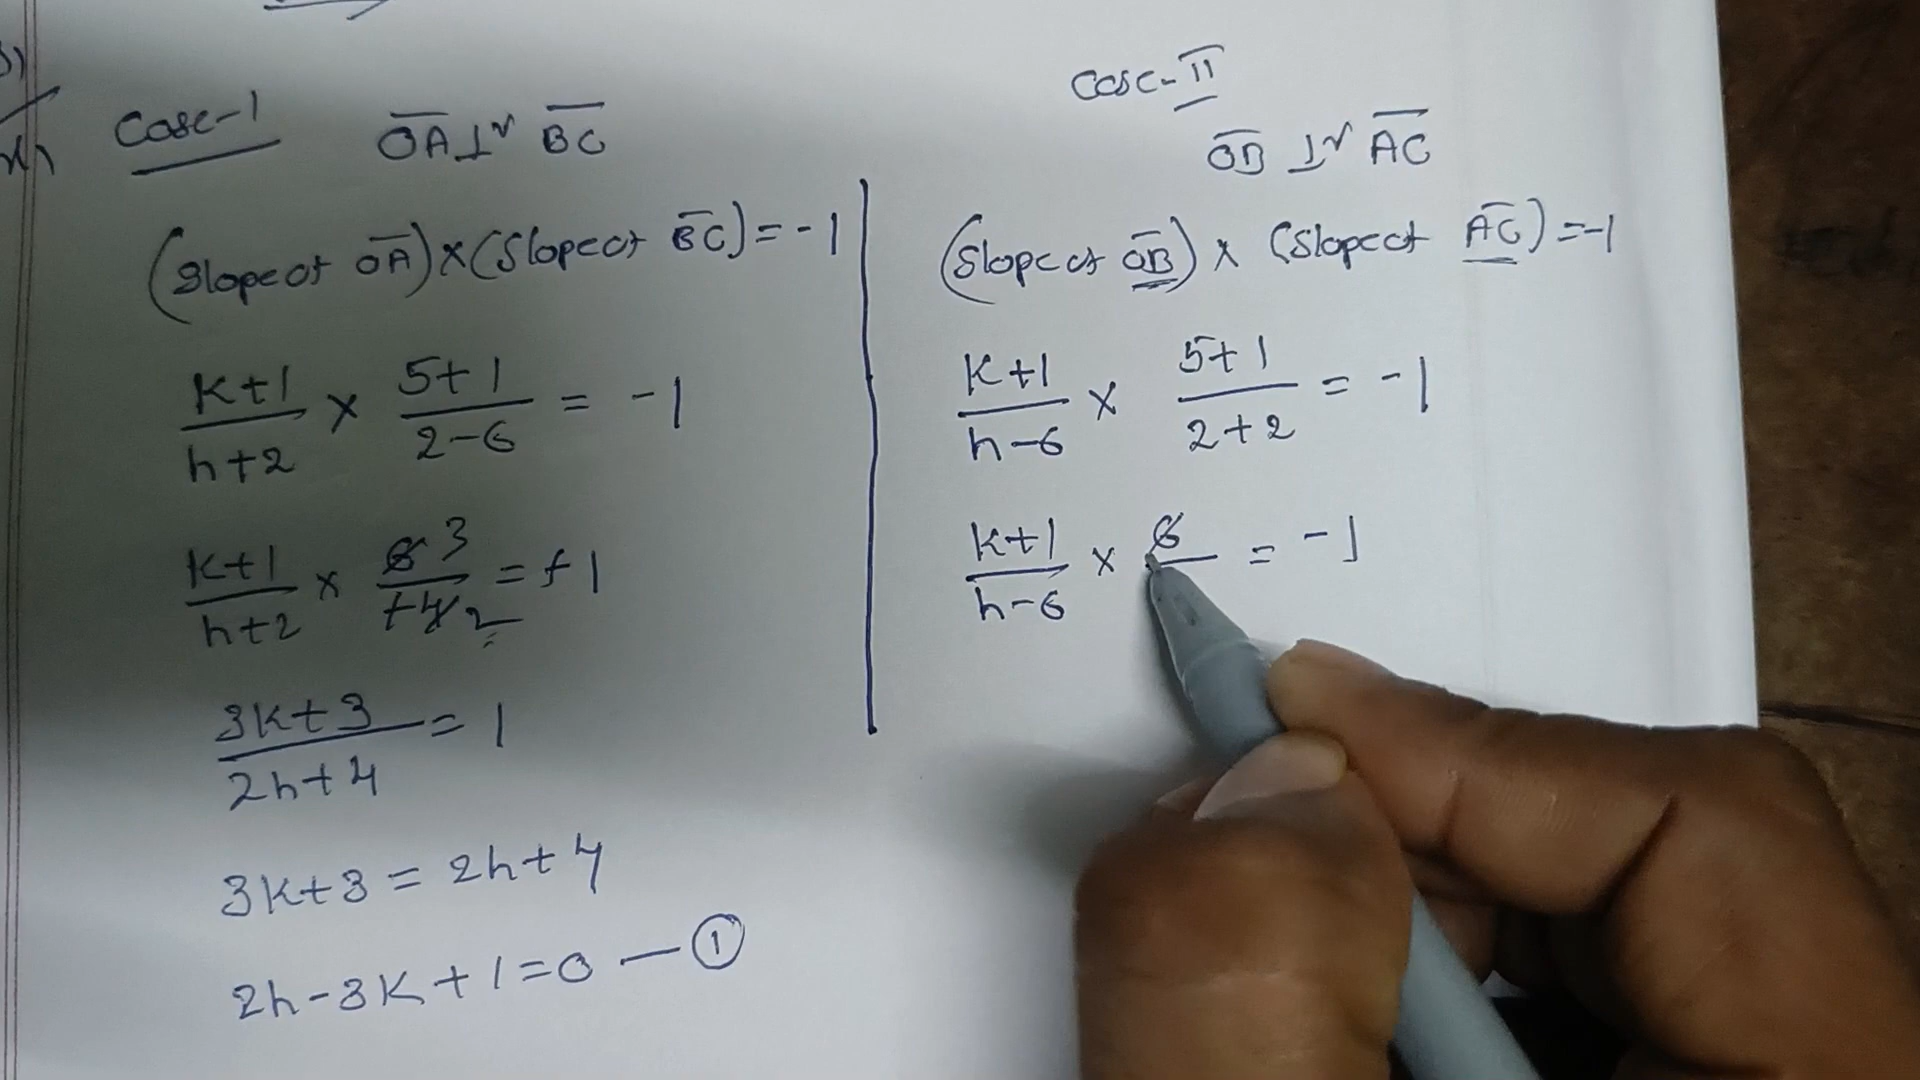 Case-1
OA ⊥r BC
(Slope of OA)×(Slope of BC)=-1
K+1/h+2 × 5+1/2-6 = -1
K+1/h+2 × 6 3/+4 2 = +1
3K+3/2h+4 = 1
3K+3 = 2h+4
2h-3K+1=0 — ①
Case-II
OB ⊥r AC
(Slope of OB) × (Slope of AC)=-1
K+1/h-6 × 5+1/2+2 = -1
K+1/h-6 × 6/ = -1